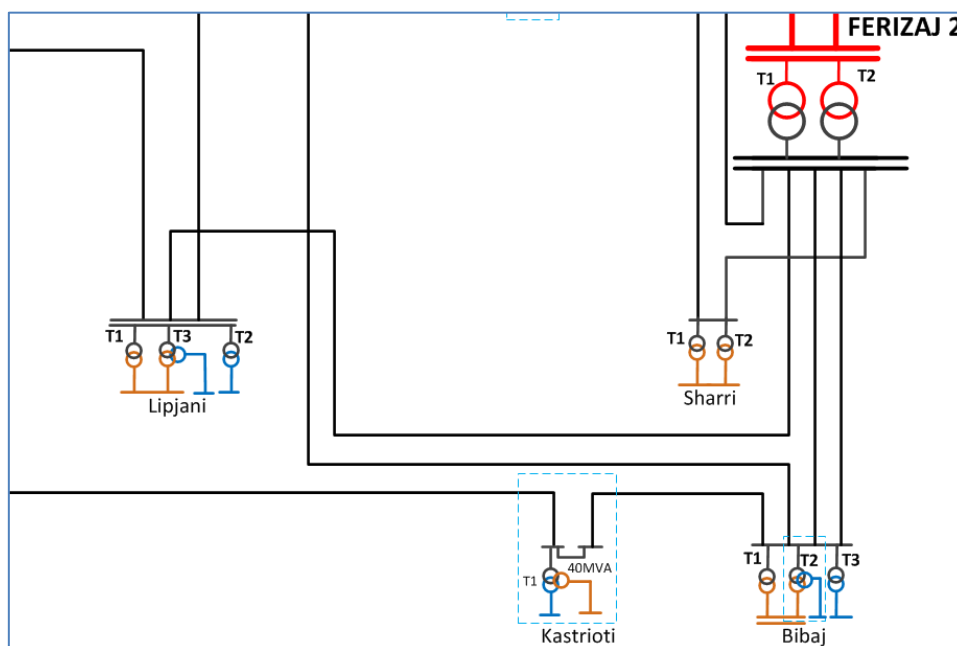 FERIZAJ 2
T1
T2
T1
T3
T2
Lipjani
T1
T2
Sharri
T1
40MVA
Kastrioti
T1
T2
T3
Bibaj